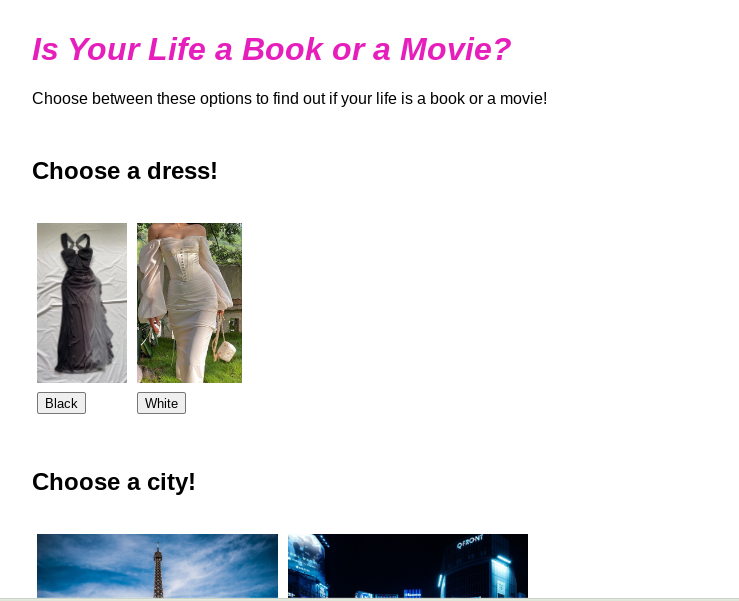 Is Your Life a Book or a Movie?
Choose between these options to find out if your life is a book or a movie!
Choose a dress!
Black
White
Choose a city!
QFRONT